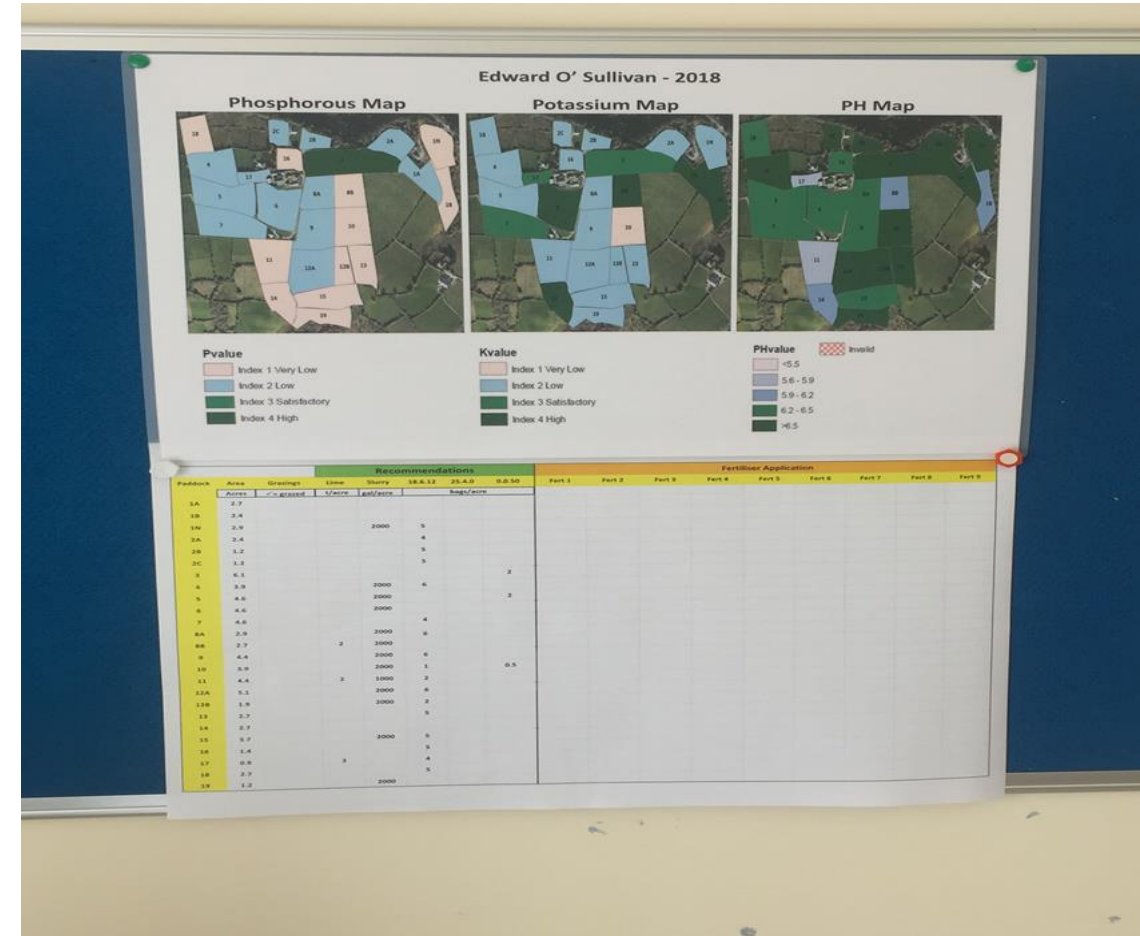 Edward O' Sullivan - 2018
Phosphorous Map Potassium Map PH Map
Pvalue
Index 1 Very Low
Index 2 Low
Index 3 Satisfactory
Index 4 High
Kvalue
Index 1 Very Low
Index 2 Low
Index 3 Satisfactory
Index 4 High
PHvalue Invalid
<5.5
5.6 - 5.9
5.9 - 6.2
6.2 - 6.5
>6.5
Recommendations Fertiliser Application
Paddock Area Grazings Lime Slurry 18.6.12 25.4.0 0.0.50 Fert 1 Fert 2 Fert 3 Fert 4 Fert 5 Fert 6 Fert 7 Fert 8 Fert 9
Acres t/acre gal/acre bags/acre
1A 2.7
1B 2.4
1N 2.9 2000 5
2A 2.4 4
2B 1.2 5
2C 1.2 5
3 6.1 2
4 3.9 2000 6
5 4.6 2000 2
6 4.6 2000
7 4.6 4
8A 2.9 2000 6
8B 2.7 2 2000
9 4.4 2000 6
10 3.9 2000 1 0.5
11 4.4 2 1000 2
12A 5.1 2000 6
12B 1.9 2000 2
13 2.7 5
14 2.7
15 3.7 2000 5
16 1.4 5
17 0.9 3 4
18 2.7 5
19 1.2 2000